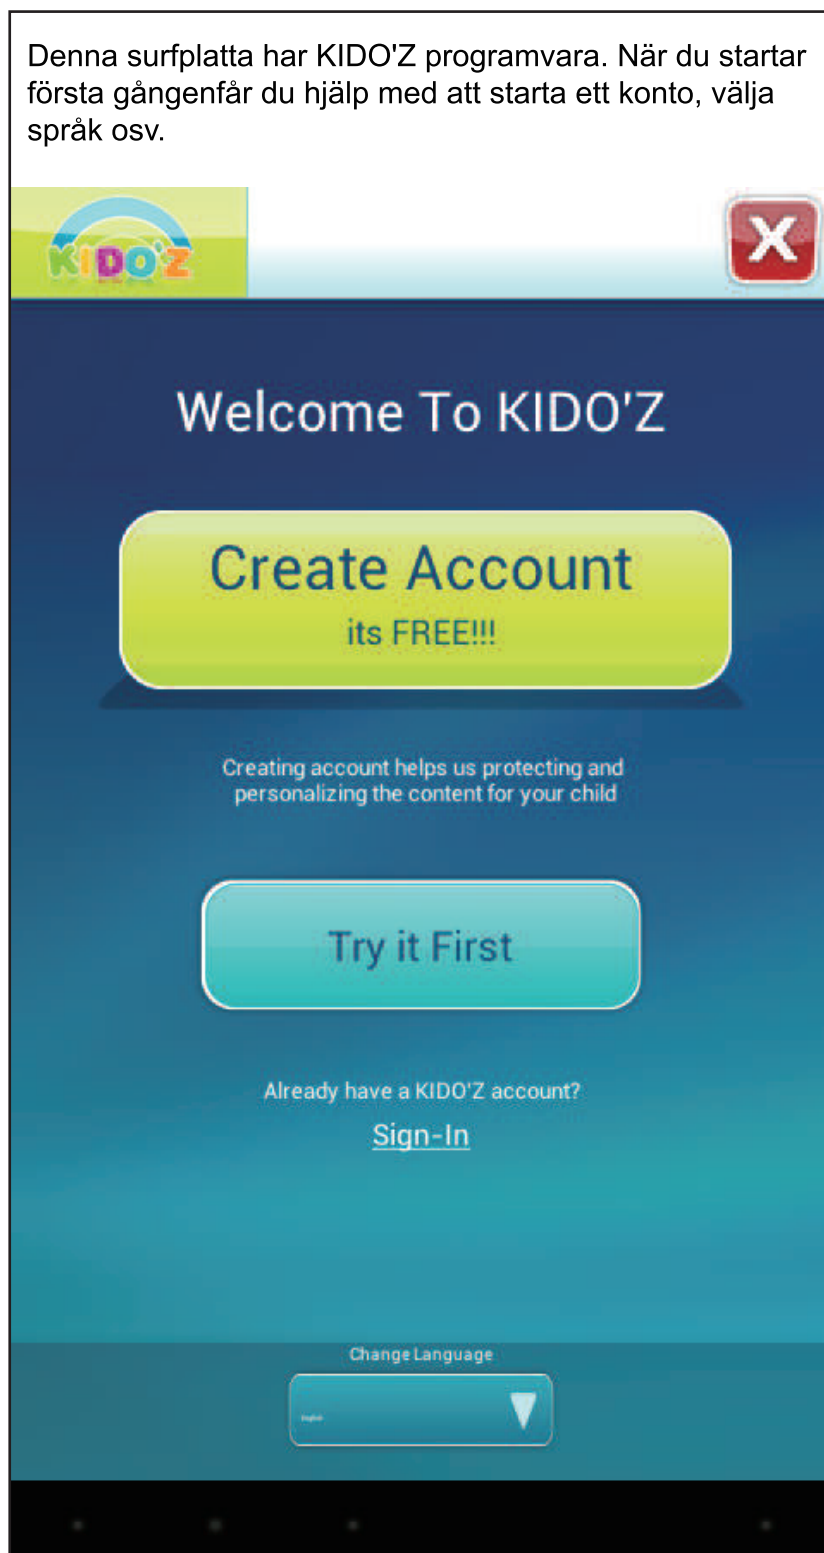 Denna surfplatta har KIDO'Z programvara. När du startar
första gångenfår du hjälp med att starta ett konto, välja
språk osv.
KIDO'Z
X
Welcome To KIDO'Z
Create Account
its FREE!!!
Creating account helps us protecting and
personalizing the content for your child
Try it First
Already have a KIDO'Z account?
Sign-In
Change Language
English